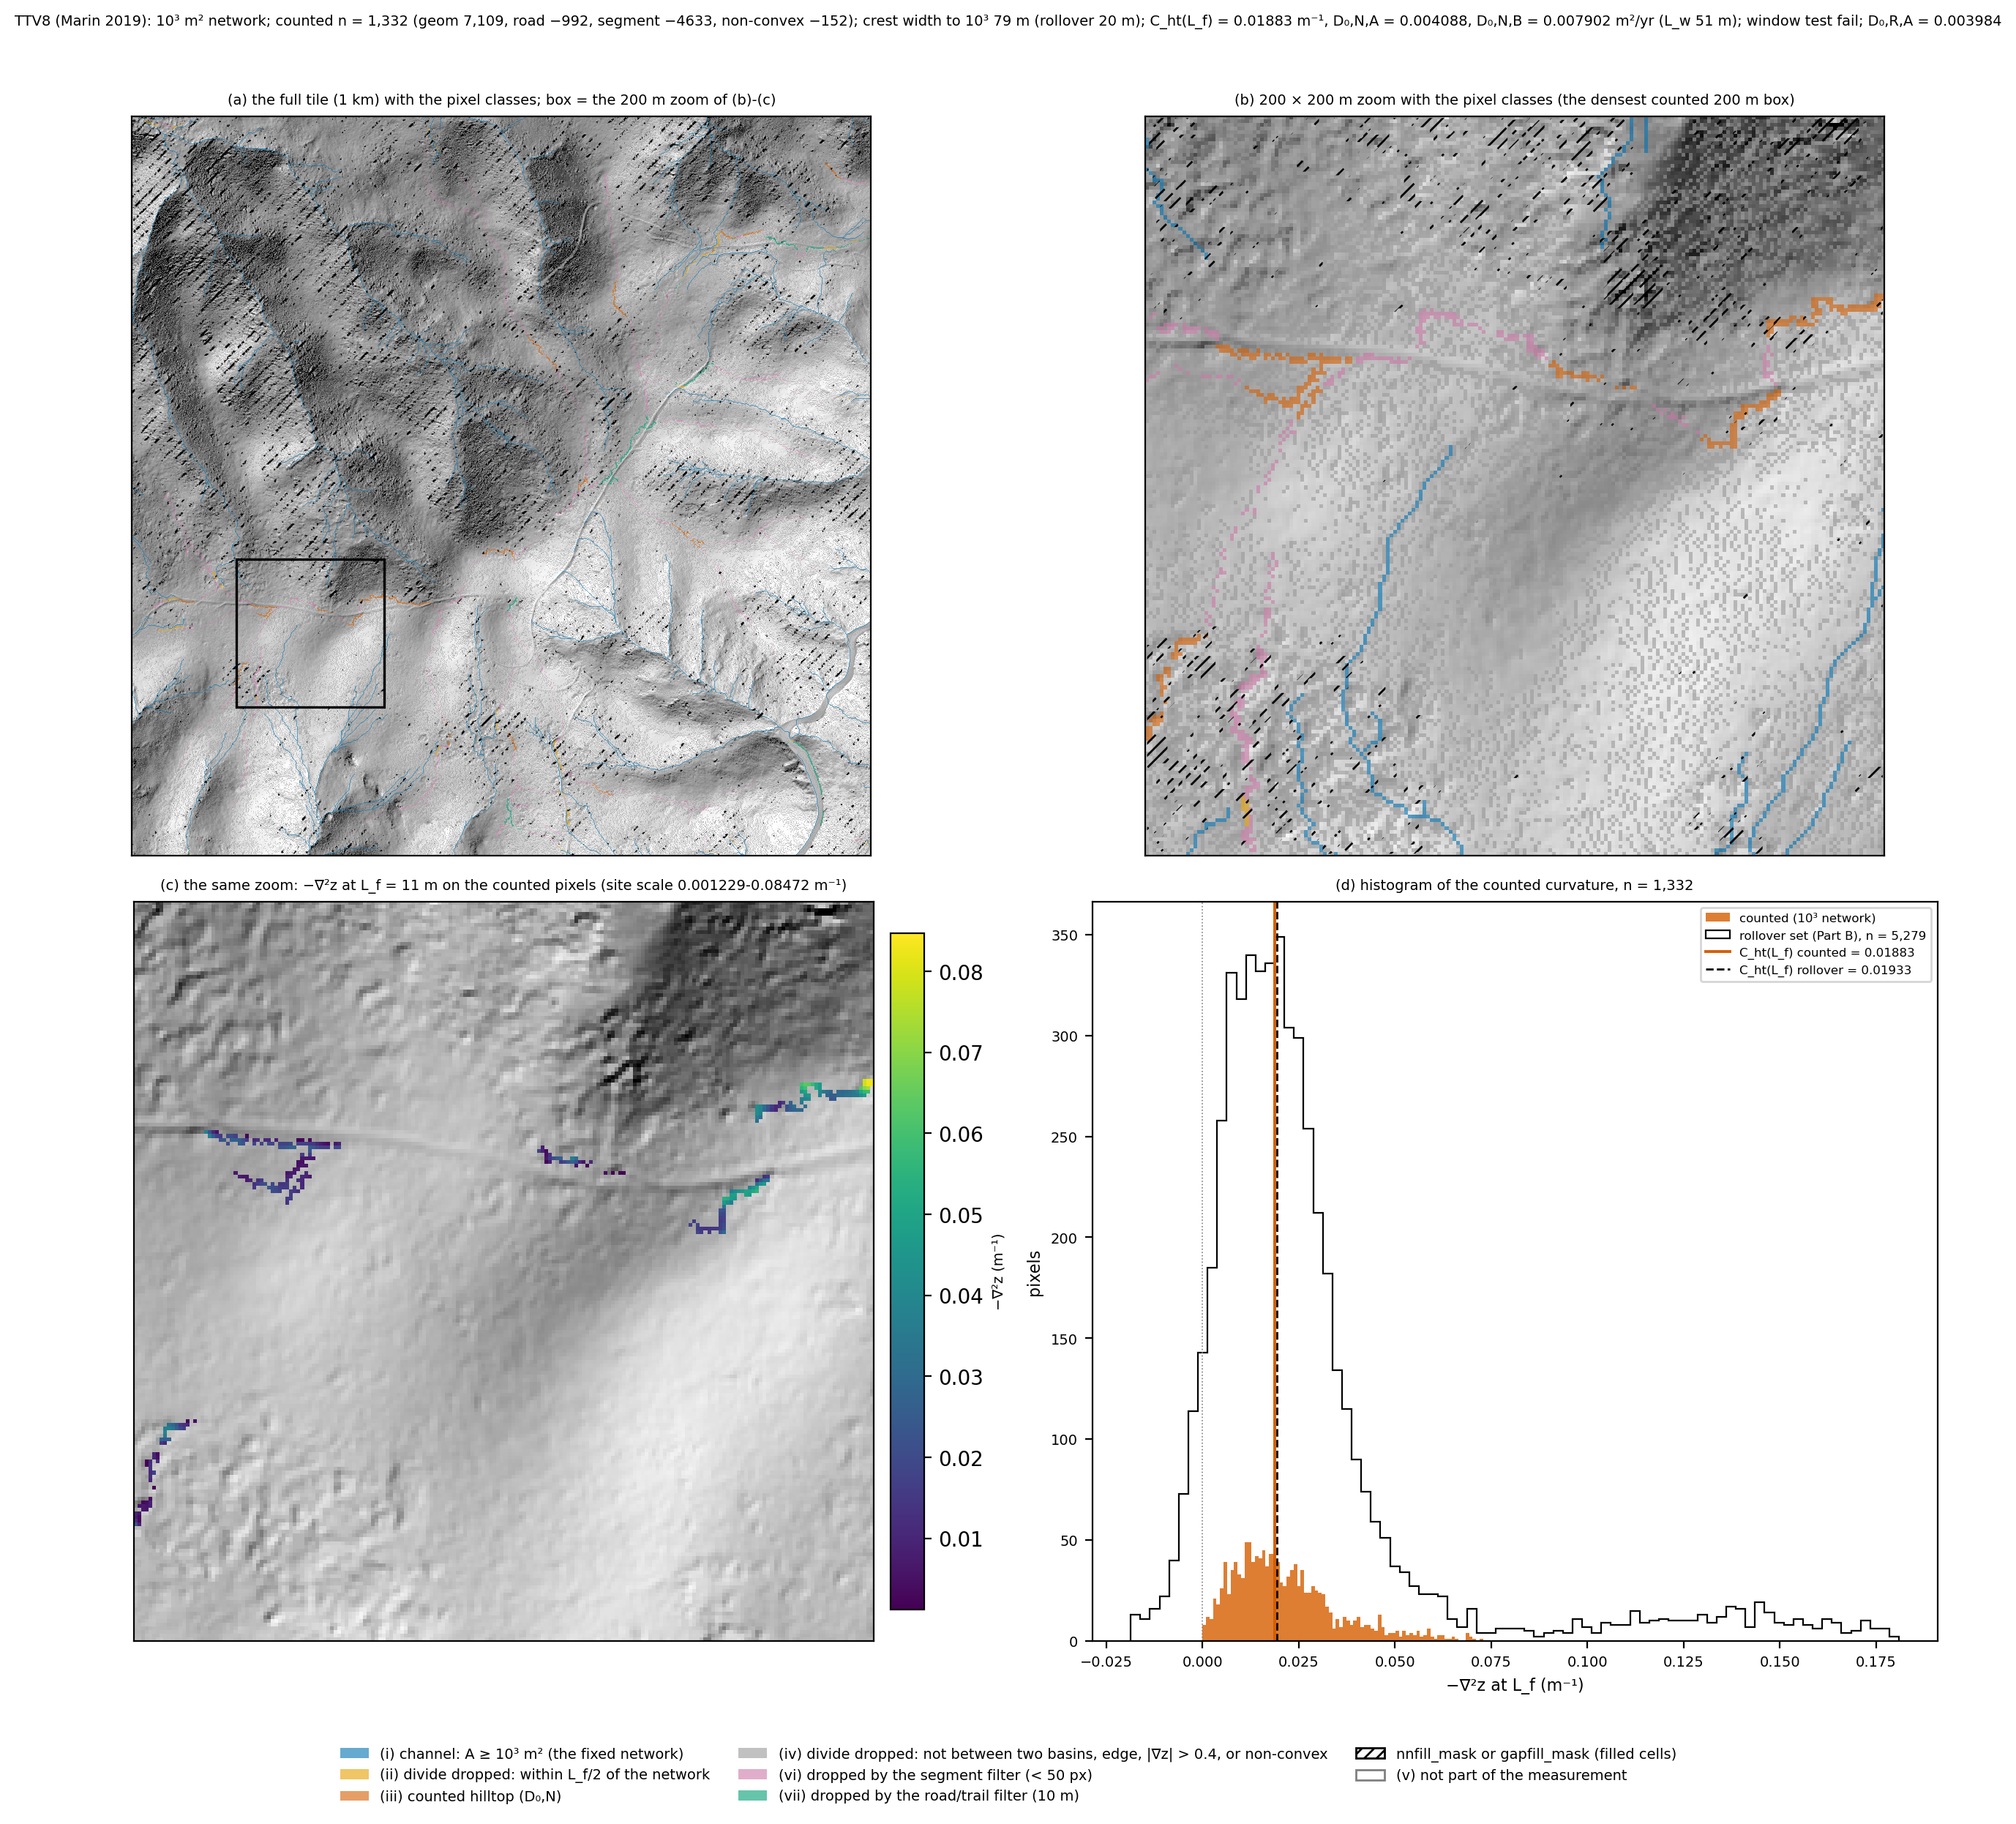 TTV8 (Marin 2019): 10³ m² network; counted n = 1,332 (geom 7,109, road −992, segment −4633, non-convex −152); crest width to 10³ 79 m (rollover 20 m); C_ht(L_f) = 0.01883 m⁻¹, D₀,N,A = 0.004088, D₀,N,B = 0.007902 m²/yr (L_w 51 m); window test fail; D₀,R,A = 0.003984
(a) the full tile (1 km) with the pixel classes; box = the 200 m zoom of (b)-(c)
(b) 200 × 200 m zoom with the pixel classes (the densest counted 200 m box)
(c) the same zoom: −∇²z at L_f = 11 m on the counted pixels (site scale 0.001229-0.08472 m⁻¹)
0.08
0.07
0.06
0.05
0.04
0.03
0.02
0.01
−∇²z (m⁻¹)
(d) histogram of the counted curvature, n = 1,332
counted (10³ network)
rollover set (Part B), n = 5,279
C_ht(L_f) counted = 0.01883
C_ht(L_f) rollover = 0.01933
350
300
250
200
150
100
50
0
pixels
−0.025 0.000 0.025 0.050 0.075 0.100 0.125 0.150 0.175
−∇²z at L_f (m⁻¹)
(i) channel: A ≥ 10³ m² (the fixed network)
(ii) divide dropped: within L_f/2 of the network
(iii) counted hilltop (D₀,N)
(iv) divide dropped: not between two basins, edge, |∇z| > 0.4, or non-convex
(vi) dropped by the segment filter (< 50 px)
(vii) dropped by the road/trail filter (10 m)
nnfill_mask or gapfill_mask (filled cells)
(v) not part of the measurement